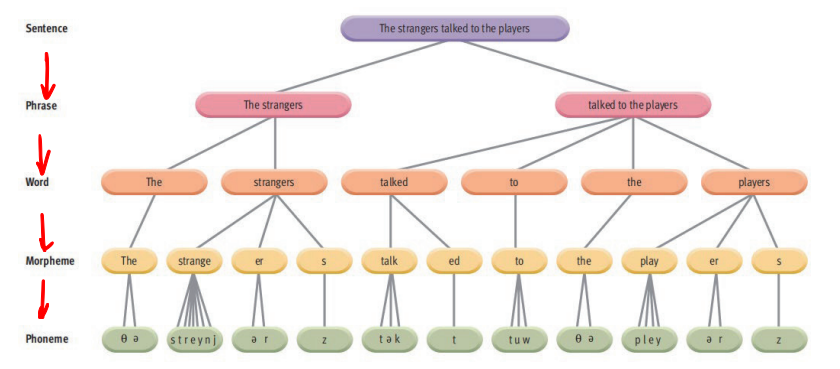 Sentence The strangers talked to the players
Phrase The strangers talked to the players
Word The strangers talked to the players
Morpheme The strange er s talk ed to the play er s
Phoneme θ ə s t r e y n j ə r z t ə k t t u w θ ə p l e y ə r z